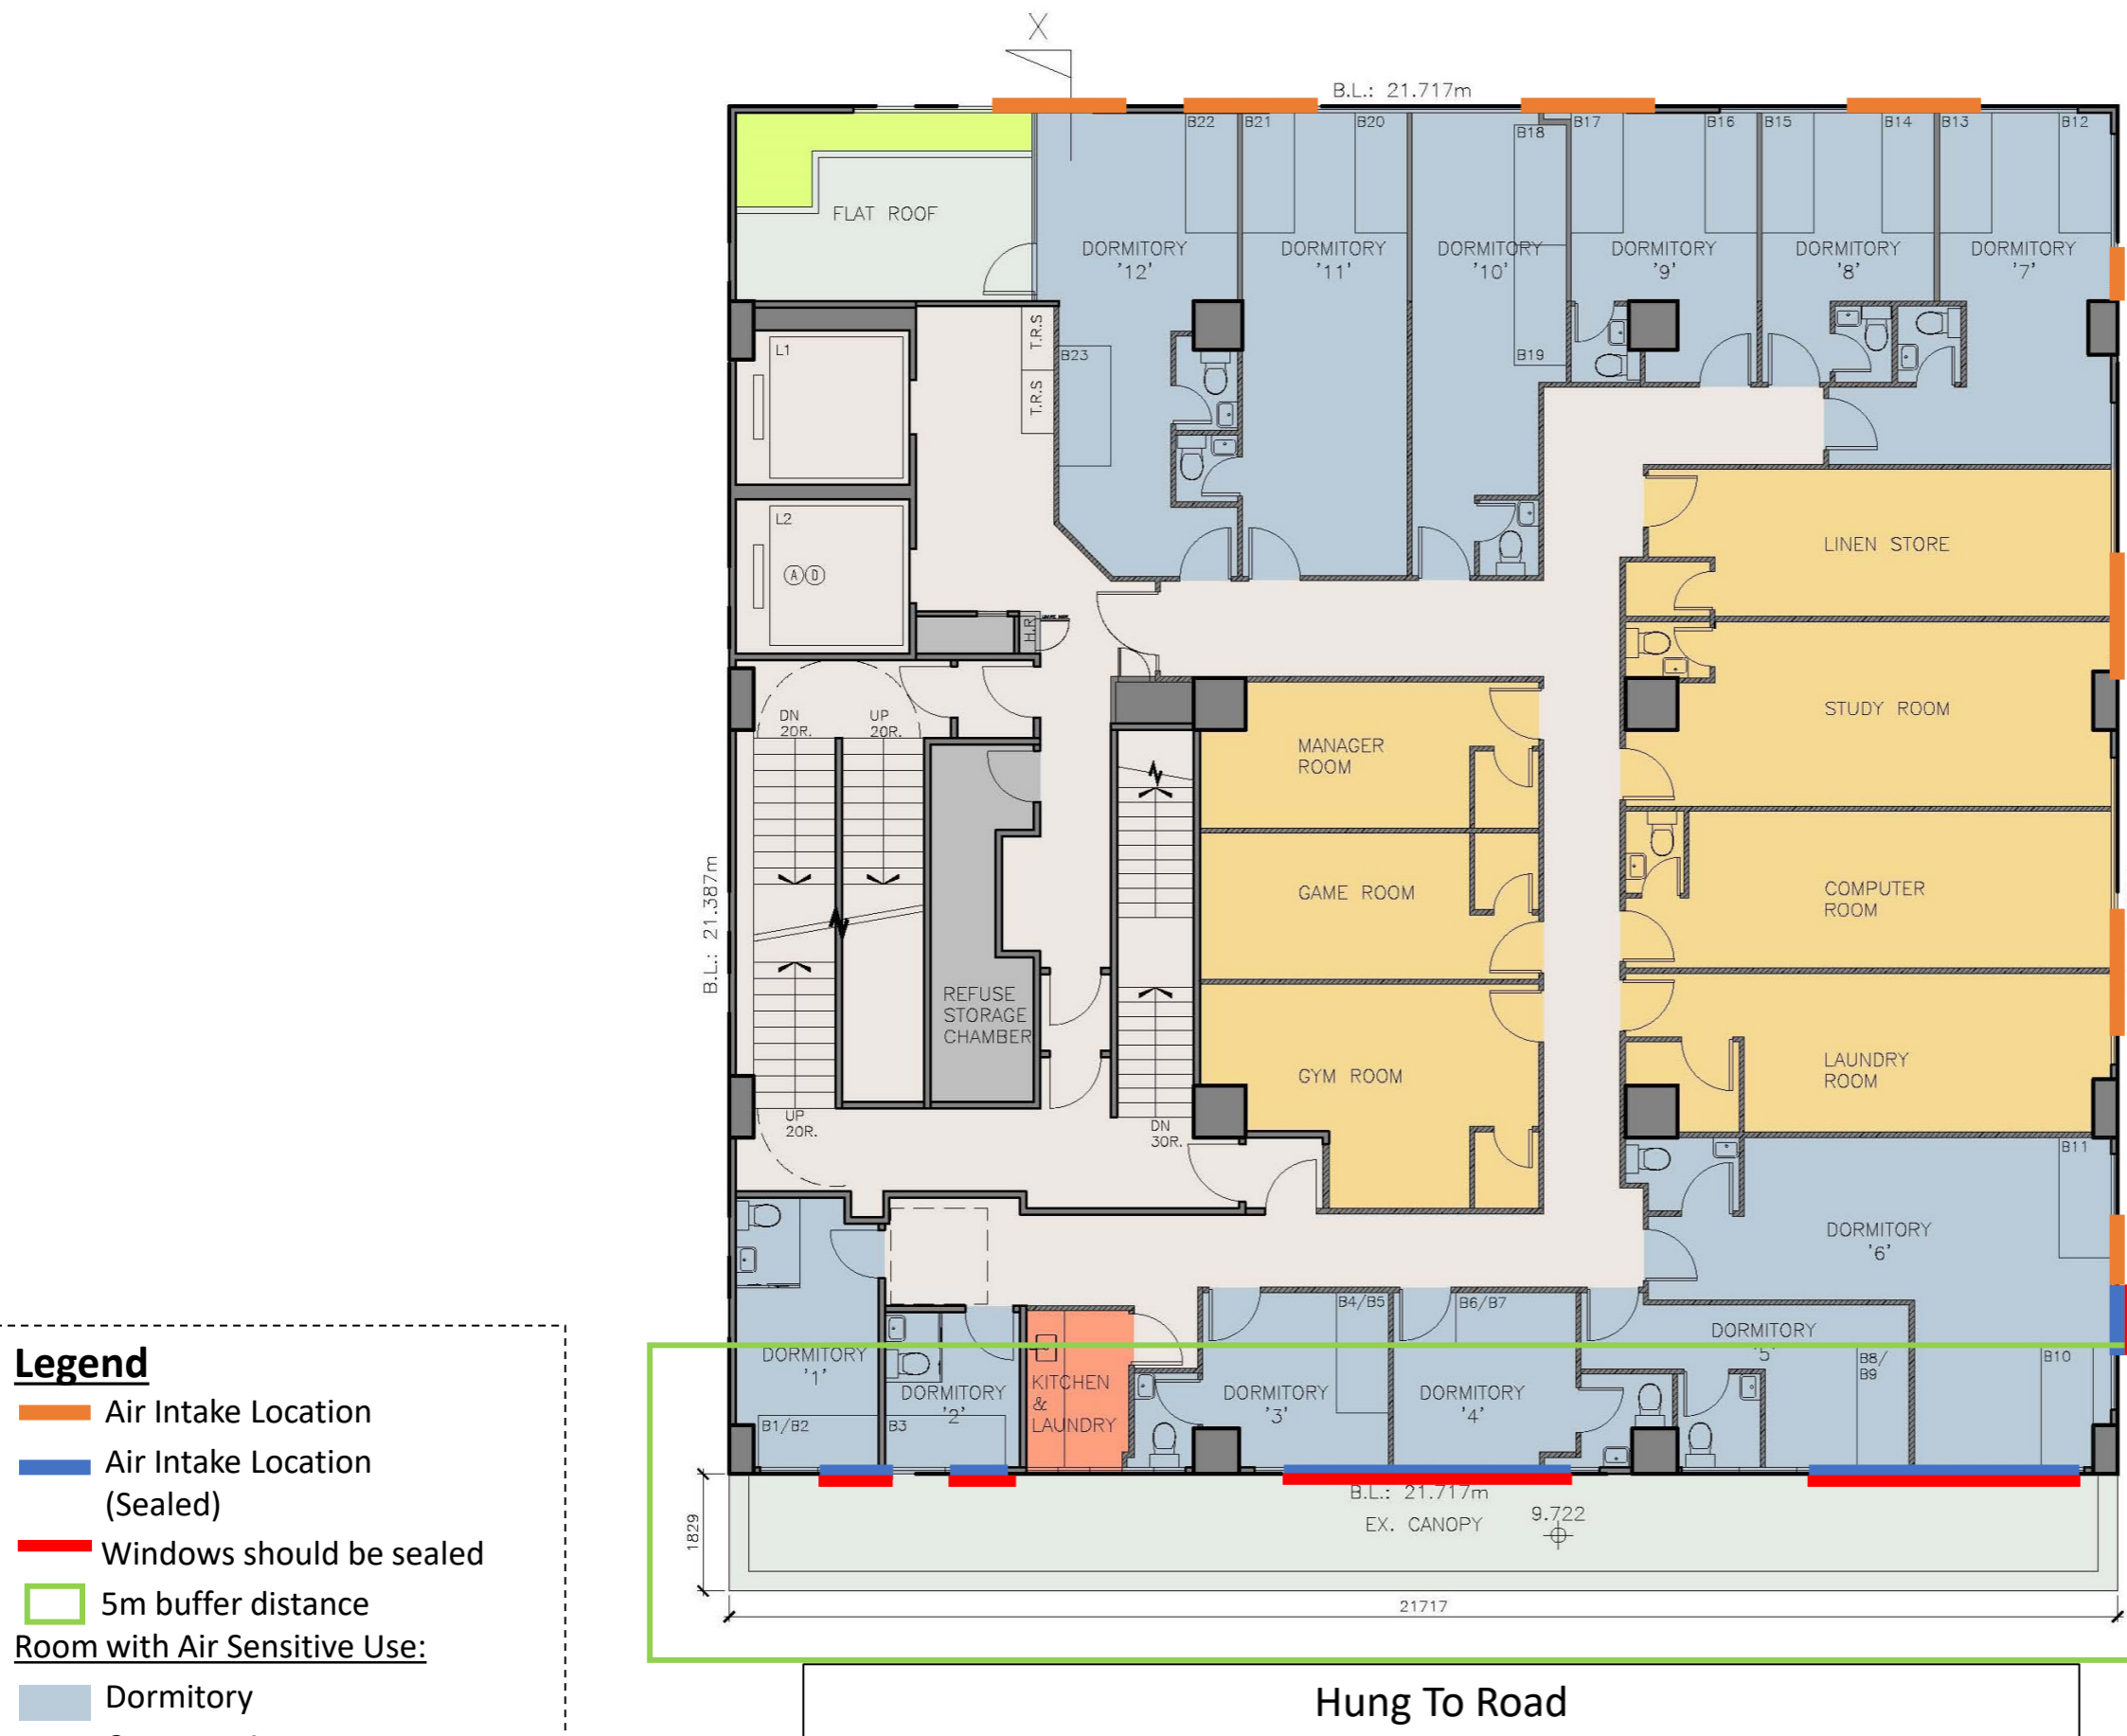 X
B.L.: 21.717m
B22
B21
B20
B18
B17
B16
B15
B14
B13
B12
FLAT ROOF
DORMITORY
'12'
DORMITORY
'11'
DORMITORY
'10'
DORMITORY
'9'
DORMITORY
'8'
DORMITORY
'7'
L1
T.R.S
T.R.S
B23
B19
L2
A D
LINEN STORE
H.R
DN
20R.
UP
20R.
MANAGER
ROOM
STUDY ROOM
B.L.: 21.387m
GAME ROOM
COMPUTER
ROOM
REFUSE
STORAGE
CHAMBER
GYM ROOM
LAUNDRY
ROOM
UP
20R.
DN
30R.
B11
DORMITORY
'6'
B4/B5
B6/B7
DORMITORY
'5'
B8/
B9
B10
DORMITORY
'1'
DORMITORY
'2'
KITCHEN
&
LAUNDRY
DORMITORY
'3'
DORMITORY
'4'
B1/B2
B3
B.L.: 21.717m
EX. CANOPY
9.722
1829
21717
Hung To Road
Legend
Air Intake Location
Air Intake Location
(Sealed)
Windows should be sealed
5m buffer distance
Room with Air Sensitive Use:
Dormitory